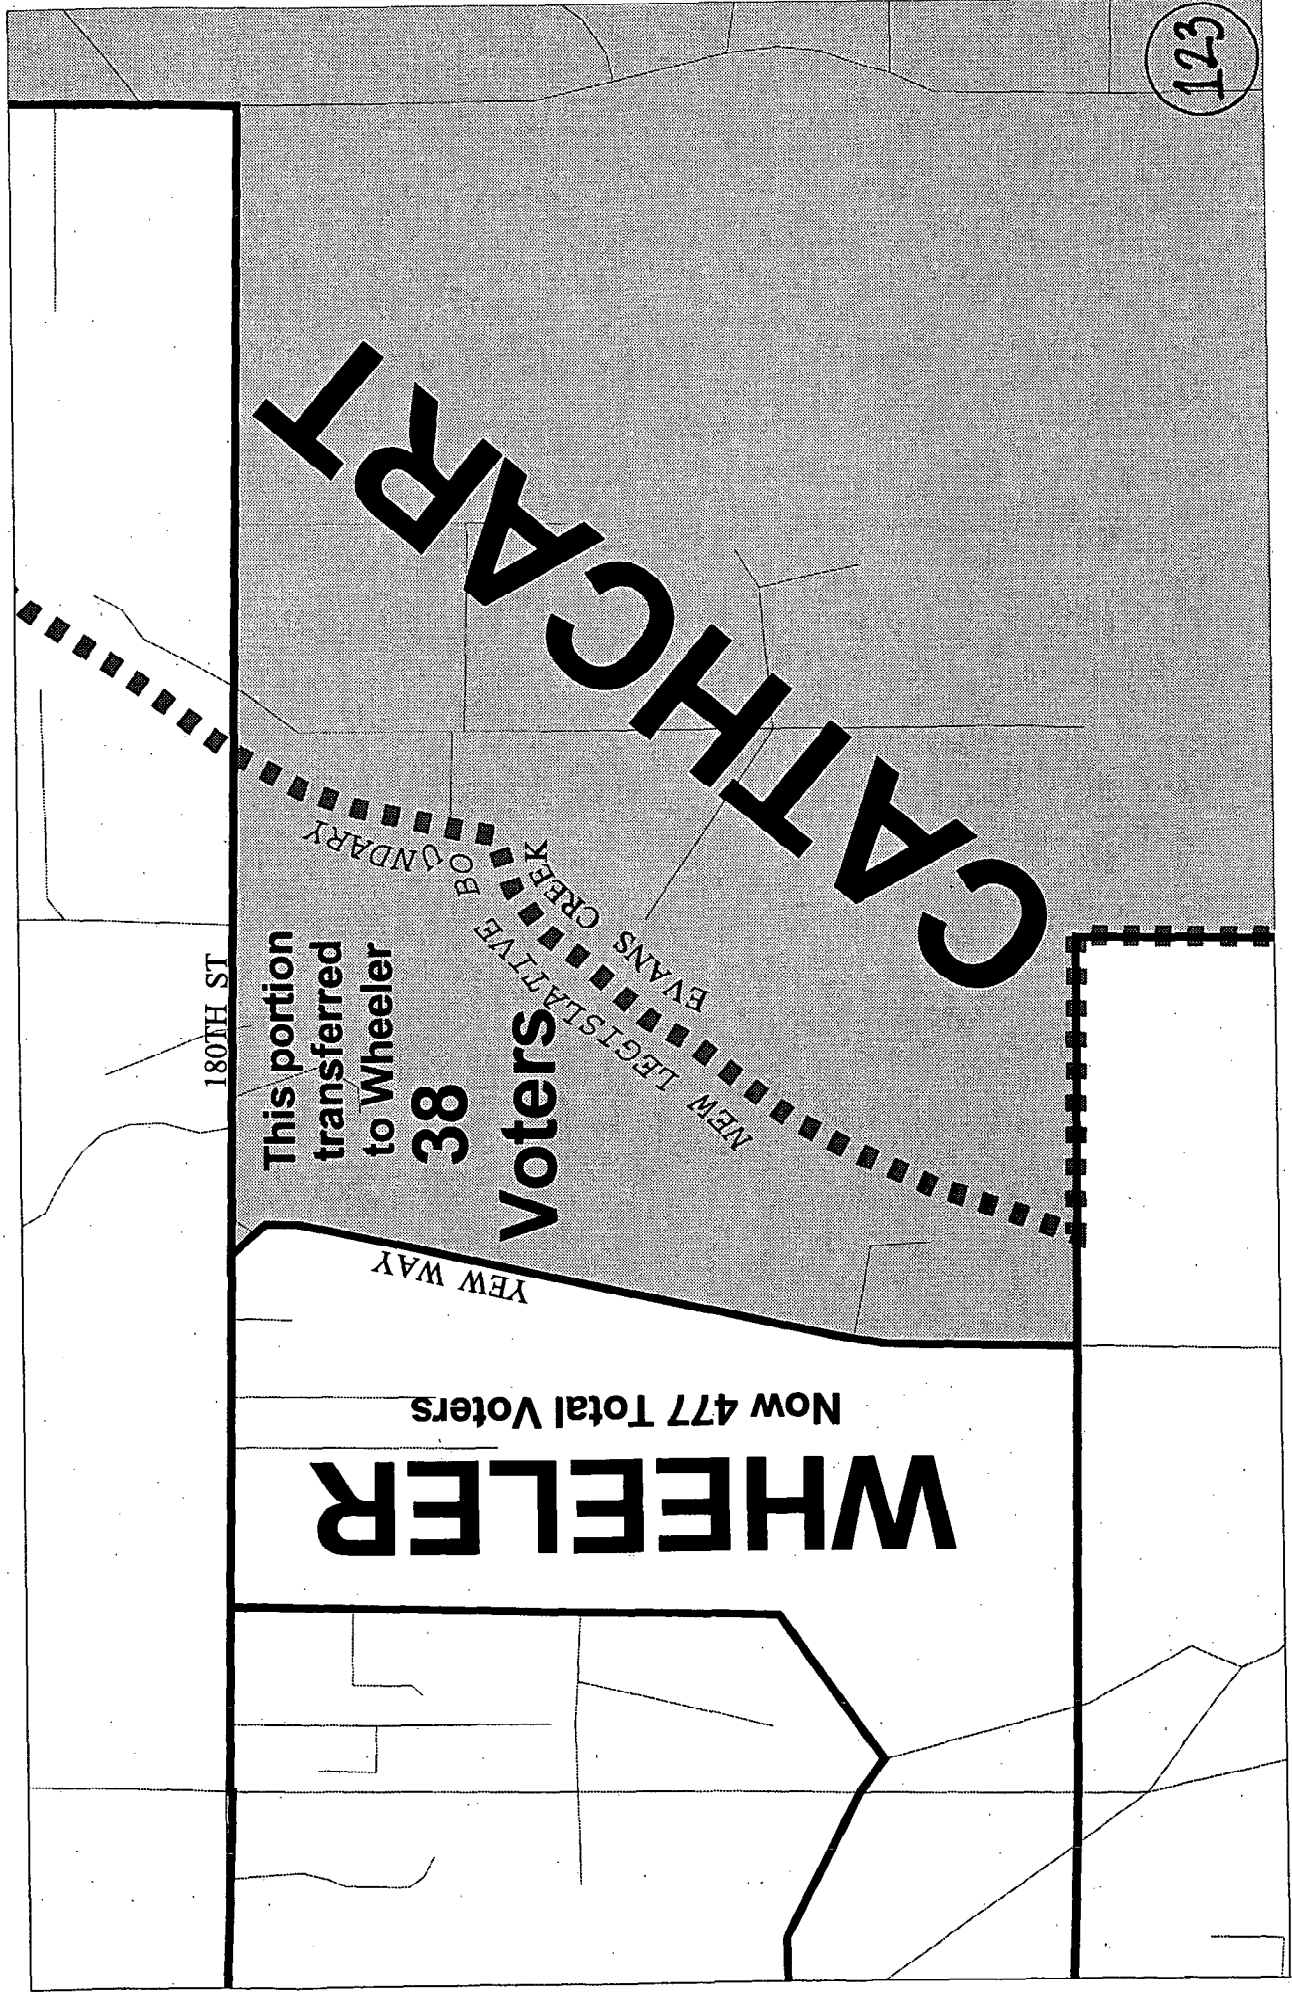 123
CATHCART
180TH ST
This portion
transferred
to Wheeler
38
Voters
NEW LEGISLATIVE BOUNDARY
EVANS CREEK
YEW WAY
WHEELER
Now 477 Total Voters